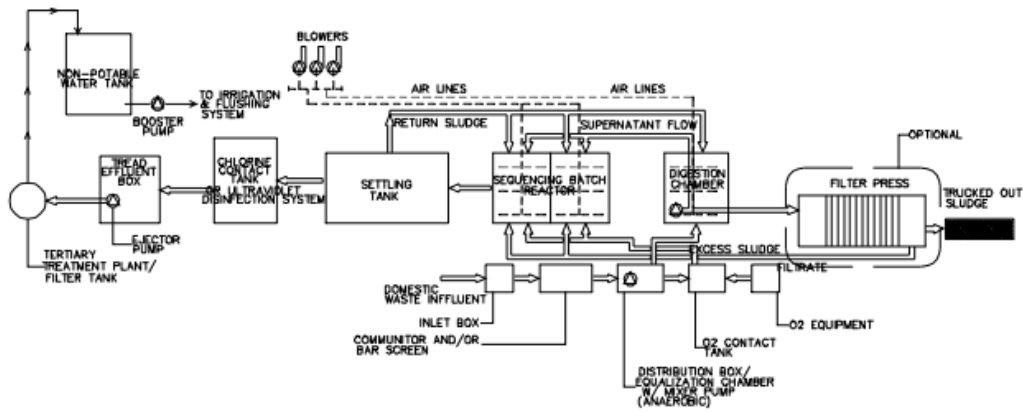 BLOWERS
NON-POTABLE
WATER TANK
AIR LINES
AIR LINES
TO IRRIGATION
& FLUSHING
SYSTEM
BOOSTER
PUMP
RETURN SLUDGE
SUPERNATANT FLOW
OPTIONAL
TREAD
EFFLUENT
BOX
CHLORINE
CONTACT
TANK
OR ULTRAVIOLET
DISINFECTION SYSTEM
SETTLING
TANK
SEQUENCING BATCH
REACTOR
DIGESTION
CHAMBER
FILTER PRESS
TRUCKED OUT
SLUDGE
EJECTOR
PUMP
EXCESS SLUDGE
TERTIARY
TREATMENT PLANT/
FILTER TANK
FILTRATE
DOMESTIC
WASTE INFFLUENT
INLET BOX
O2 EQUIPMENT
COMMUNITOR AND/OR
BAR SCREEN
O2 CONTACT
TANK
DISTRIBUTION BOX/
EQUALIZATION CHAMBER
W/ MIXER PUMP
(ANAEROBIC)